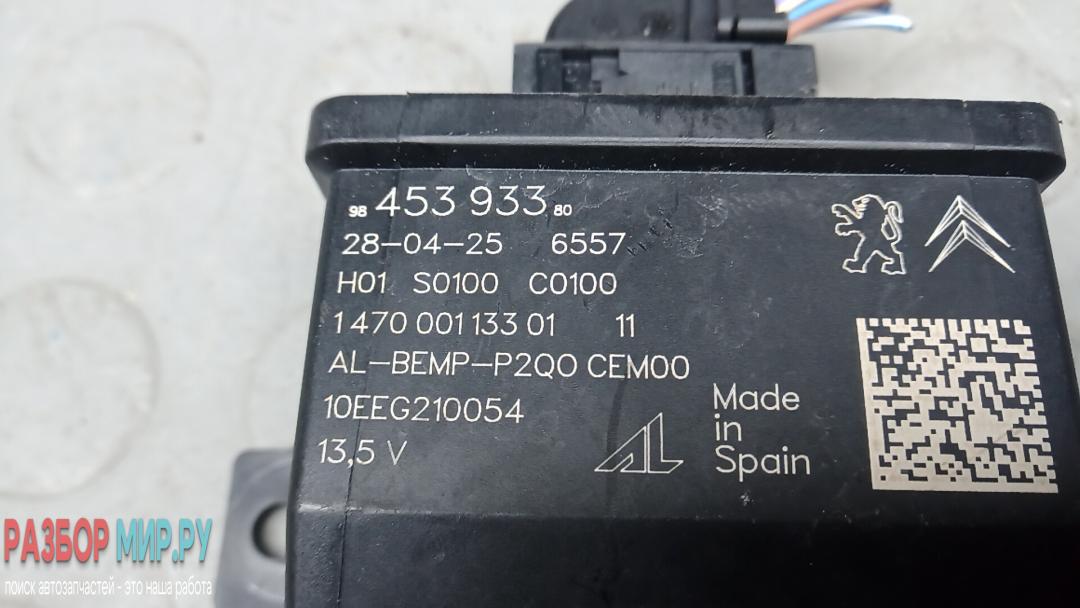 98 453 933 80
28-04-25 6557
H01 S0100 C0100
1 470 001 133 01 11
AL-BEMP-P2QO CEM00
10EEG210054
13,5 V
AL
Made
in
Spain
РАЗБОР МИР.РУ
поиск автозапчастей - это наша работа